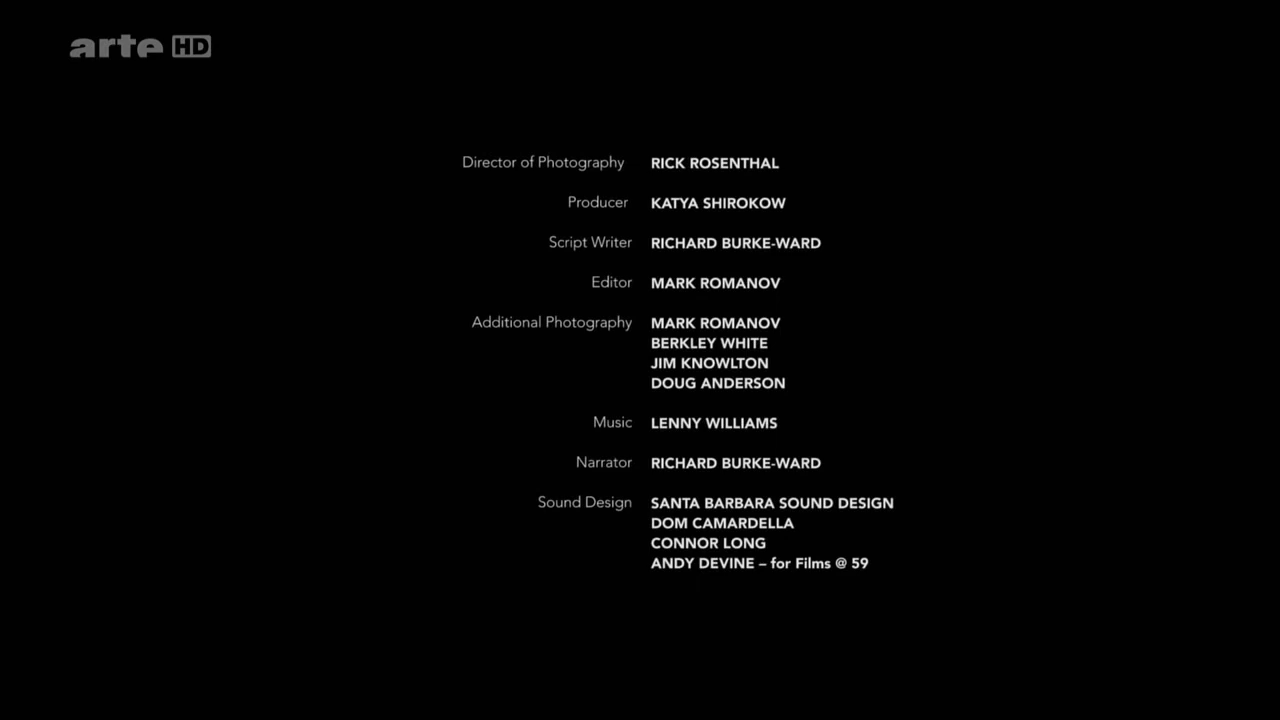 arte HD
Director of Photography RICK ROSENTHAL
Producer KATYA SHIROKOW
Script Writer RICHARD BURKE-WARD
Editor MARK ROMANOV
Additional Photography MARK ROMANOV
BERKLEY WHITE
JIM KNOWLTON
DOUG ANDERSON
Music LENNY WILLIAMS
Narrator RICHARD BURKE-WARD
Sound Design SANTA BARBARA SOUND DESIGN
DOM CAMARDELLA
CONNOR LONG
ANDY DEVINE – for Films @ 59